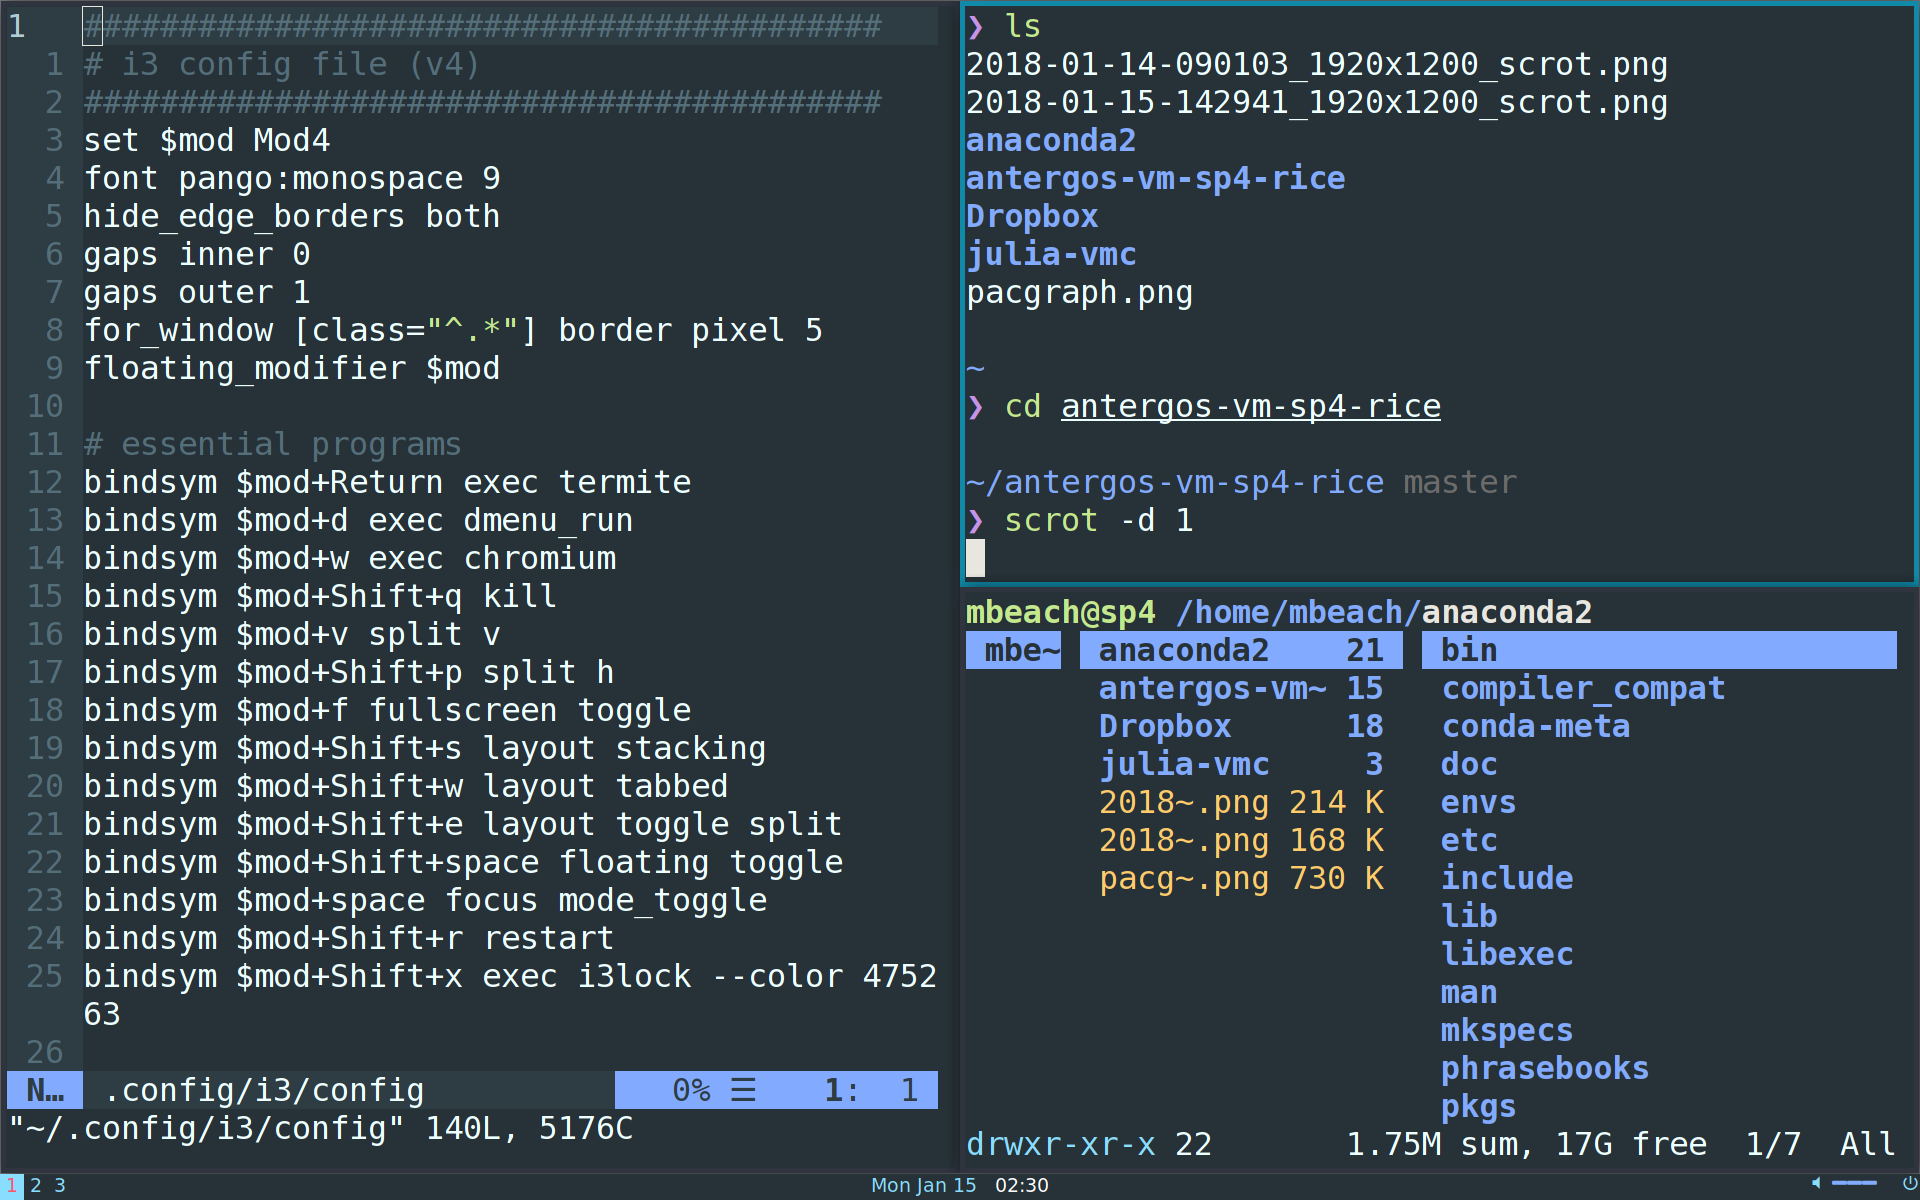 1 ##########################################
1 # i3 config file (v4)
2 ##########################################
3 set $mod Mod4
4 font pango:monospace 9
5 hide_edge_borders both
6 gaps inner 0
7 gaps outer 1
8 for_window [class="^.*"] border pixel 5
9 floating_modifier $mod
10
11 # essential programs
12 bindsym $mod+Return exec termite
13 bindsym $mod+d exec dmenu_run
14 bindsym $mod+w exec chromium
15 bindsym $mod+Shift+q kill
16 bindsym $mod+v split v
17 bindsym $mod+Shift+p split h
18 bindsym $mod+f fullscreen toggle
19 bindsym $mod+Shift+s layout stacking
20 bindsym $mod+Shift+w layout tabbed
21 bindsym $mod+Shift+e layout toggle split
22 bindsym $mod+Shift+space floating toggle
23 bindsym $mod+space focus mode_toggle
24 bindsym $mod+Shift+r restart
25 bindsym $mod+Shift+x exec i3lock --color 4752
63
26
N… .config/i3/config 0% ☰ 1: 1
"~/.config/i3/config" 140L, 5176C
❯ ls
2018-01-14-090103_1920x1200_scrot.png
2018-01-15-142941_1920x1200_scrot.png
anaconda2
antergos-vm-sp4-rice
Dropbox
julia-vmc
pacgraph.png
~
❯ cd antergos-vm-sp4-rice
~/antergos-vm-sp4-rice master
❯ scrot -d 1
mbeach@sp4 /home/mbeach/anaconda2
mbe~ anaconda2 21 bin
antergos-vm~ 15 compiler_compat
Dropbox 18 conda-meta
julia-vmc 3 doc
2018~.png 214 K envs
2018~.png 168 K etc
pacg~.png 730 K include
lib
libexec
man
mkspecs
phrasebooks
pkgs
drwxr-xr-x 22 1.75M sum, 17G free 1/7 All
1 2 3 Mon Jan 15 02:30